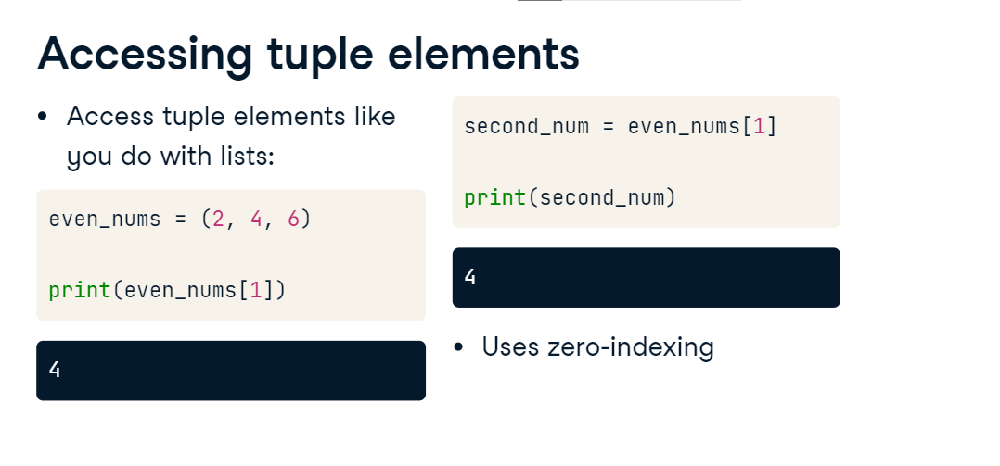 Accessing tuple elements
• Access tuple elements like
you do with lists:
even_nums = (2, 4, 6)
print(even_nums[1])
4
second_num = even_nums[1]
print(second_num)
4
• Uses zero-indexing